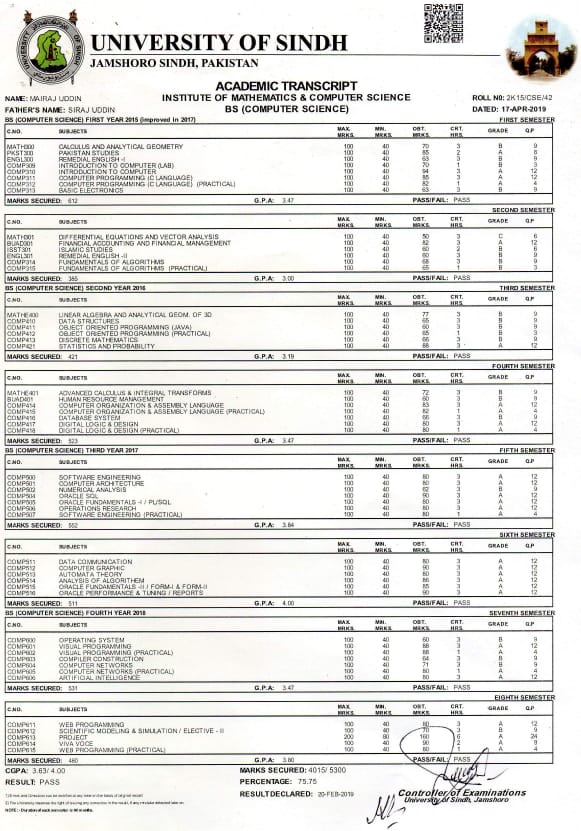 UNIVERSITY OF SINDH
JAMSHORO SINDH, PAKISTAN
ACADEMIC TRANSCRIPT
NAME: MAIRAJ UDDIN INSTITUTE OF MATHEMATICS & COMPUTER SCIENCE ROLL NO: 2K15/CSE/42
FATHER'S NAME: SIRAJ UDDIN BS (COMPUTER SCIENCE) DATED: 17-APR-2019
BS (COMPUTER SCIENCE) FIRST YEAR 2015 (improved in 2017) FIRST SEMESTER
C.NO. SUBJECTS MAX. MRKS. MIN. MRKS. OBT. MRKS. CRT. HRS. GRADE Q.P
MATH300 CALCULUS AND ANALYTICAL GEOMETRY 100 40 70 3 B 9
PKST300 PAKISTAN STUDIES 100 40 85 2 A 8
ENGL300 REMEDIAL ENGLISH -I 100 40 63 3 B 9
COMP309 INTRODUCTION TO COMPUTER (LAB) 100 40 70 1 B 3
COMP310 INTRODUCTION TO COMPUTER 100 40 94 3 A 12
COMP311 COMPUTER PROGRAMMING (C LANGUAGE) 100 40 85 3 A 12
COMP312 COMPUTER PROGRAMMING (C LANGUAGE) (PRACTICAL) 100 40 82 1 A 4
COMP313 BASIC ELECTRONICS 100 40 63 3 B 9
MARKS SECURED: 612 G.P.A: 3.47 PASS/FAIL: PASS
SECOND SEMESTER
C.NO. SUBJECTS MAX. MRKS. MIN. MRKS. OBT. MRKS. CRT. HRS. GRADE Q.P
MATH301 DIFFERENTIAL EQUATIONS AND VECTOR ANALYSIS 100 40 50 3 C 6
BUAD301 FINANCIAL ACCOUNTING AND FINANCIAL MANAGEMENT 100 40 82 3 A 12
ISST301 ISLAMIC STUDIES 100 40 60 2 B 6
ENGL301 REMEDIAL ENGLISH -II 100 40 60 3 B 9
COMP314 FUNDAMENTALS OF ALGORITHMS 100 40 68 3 B 9
COMP315 FUNDAMENTALS OF ALGORITHMS (PRACTICAL) 100 40 65 1 B 3
MARKS SECURED: 385 G.P.A: 3.00 PASS/FAIL: PASS
BS (COMPUTER SCIENCE) SECOND YEAR 2016 THIRD SEMESTER
C.NO. SUBJECTS MAX. MRKS. MIN. MRKS. OBT. MRKS. CRT. HRS. GRADE Q.P
MATHE400 LINEAR ALGEBRA AND ANALYTICAL GEOM. OF 3D 100 40 77 3 B 9
COMP410 DATA STRUCTURES 100 40 65 3 B 9
COMP411 OBJECT ORIENTED PROGRAMMING (JAVA) 100 40 60 3 B 9
COMP412 OBJECT ORIENTED PROGRAMMING (PRACTICAL) 100 40 65 1 B 3
COMP413 DISCRETE MATHEMATICS 100 40 66 3 B 9
COMP421 STATISTICS AND PROBABILITY 100 40 88 3 A 12
MARKS SECURED: 421 G.P.A: 3.19 PASS/FAIL: PASS
FOURTH SEMESTER
C.NO. SUBJECTS MAX. MRKS. MIN. MRKS. OBT. MRKS. CRT. HRS. GRADE Q.P
MATHE401 ADVANCED CALCULUS & INTEGRAL TRANSFORMS 100 40 72 3 B 9
BUAD401 HUMAN RESOURCE MANAGEMENT 100 40 60 3 B 9
COMP414 COMPUTER ORGANIZATION & ASSEMBLY LANGUAGE 100 40 83 3 A 12
COMP415 COMPUTER ORGANIZATION & ASSEMBLY LANGUAGE (PRACTICAL) 100 40 82 1 A 4
COMP416 DATABASE SYSTEM 100 40 66 3 B 9
COMP417 DIGITAL LOGIC & DESIGN 100 40 80 3 A 12
COMP418 DIGITAL LOGIC & DESIGN (PRACTICAL) 100 40 80 1 A 4
MARKS SECURED: 523 G.P.A: 3.47 PASS/FAIL: PASS
BS (COMPUTER SCIENCE) THIRD YEAR 2017 FIFTH SEMESTER
C.NO. SUBJECTS MAX. MRKS. MIN. MRKS. OBT. MRKS. CRT. HRS. GRADE Q.P
COMP500 SOFTWARE ENGINEERING 100 40 80 3 A 12
COMP501 COMPUTER ARCHITECTURE 100 40 80 3 A 12
COMP502 NUMERICAL ANALYSIS 100 40 62 3 B 9
COMP504 ORACLE SQL 100 40 90 3 A 12
COMP505 ORACLE FUNDAMENTALS -I / PL/SQL 100 40 80 3 A 12
COMP506 OPERATIONS RESEARCH 100 40 80 3 A 12
COMP507 SOFTWARE ENGINEERING (PRACTICAL) 100 40 80 1 A 4
MARKS SECURED: 552 G.P.A: 3.84 PASS/FAIL: PASS
SIXTH SEMESTER
C.NO. SUBJECTS MAX. MRKS. MIN. MRKS. OBT. MRKS. CRT. HRS. GRADE Q.P
COMP511 DATA COMMUNICATION 100 40 80 3 A 12
COMP512 COMPUTER GRAPHIC 100 40 90 3 A 12
COMP513 AUTOMATA THEORY 100 40 80 3 A 12
COMP514 ANALYSIS OF ALGORITHEM 100 40 86 3 A 12
COMP515 ORACLE FUNDAMENTALS -II / FORM-I & FORM-II 100 40 85 3 A 12
COMP516 ORACLE PERFORMANCE & TUNING / REPORTS 100 40 90 3 A 12
MARKS SECURED: 511 G.P.A: 4.00 PASS/FAIL: PASS
BS (COMPUTER SCIENCE) FOURTH YEAR 2018 SEVENTH SEMESTER
C.NO. SUBJECTS MAX. MRKS. MIN. MRKS. OBT. MRKS. CRT. HRS. GRADE Q.P
COMP600 OPERATING SYSTEM 100 40 60 3 B 9
COMP601 VISUAL PROGRAMMING 100 40 88 3 A 12
COMP602 VISUAL PROGRAMMING (PRACTICAL) 100 40 88 1 A 4
COMP603 COMPILER CONSTRUCTION 100 40 64 3 B 9
COMP604 COMPUTER NETWORKS 100 40 71 3 B 9
COMP605 COMPUTER NETWORKS (PRACTICAL) 100 40 80 1 A 4
COMP606 ARTIFICIAL INTELLIGENCE 100 40 80 3 A 12
MARKS SECURED: 531 G.P.A: 3.47 PASS/FAIL: PASS
EIGHTH SEMESTER
C.NO. SUBJECTS MAX. MRKS. MIN. MRKS. OBT. MRKS. CRT. HRS. GRADE Q.P
COMP611 WEB PROGRAMMING 100 40 80 3 A 12
COMP612 SCIENTIFIC MODELING & SIMULATION / ELECTIVE - II 100 40 70 3 B 9
COMP613 PROJECT 200 80 160 6 A 24
COMP614 VIVA VOCE 100 40 90 2 A 8
COMP615 WEB PROGRAMMING (PRACTICAL) 100 40 80 1 A 4
MARKS SECURED: 480 G.P.A: 3.80 PASS/FAIL: PASS
CGPA: 3.63/ 4.00 MARKS SECURED: 4015/ 5300
RESULT: PASS PERCENTAGE: 75.75
RESULT DECLARED: 20-FEB-2019 Controller of Examinations
University of Sindh, Jamshoro